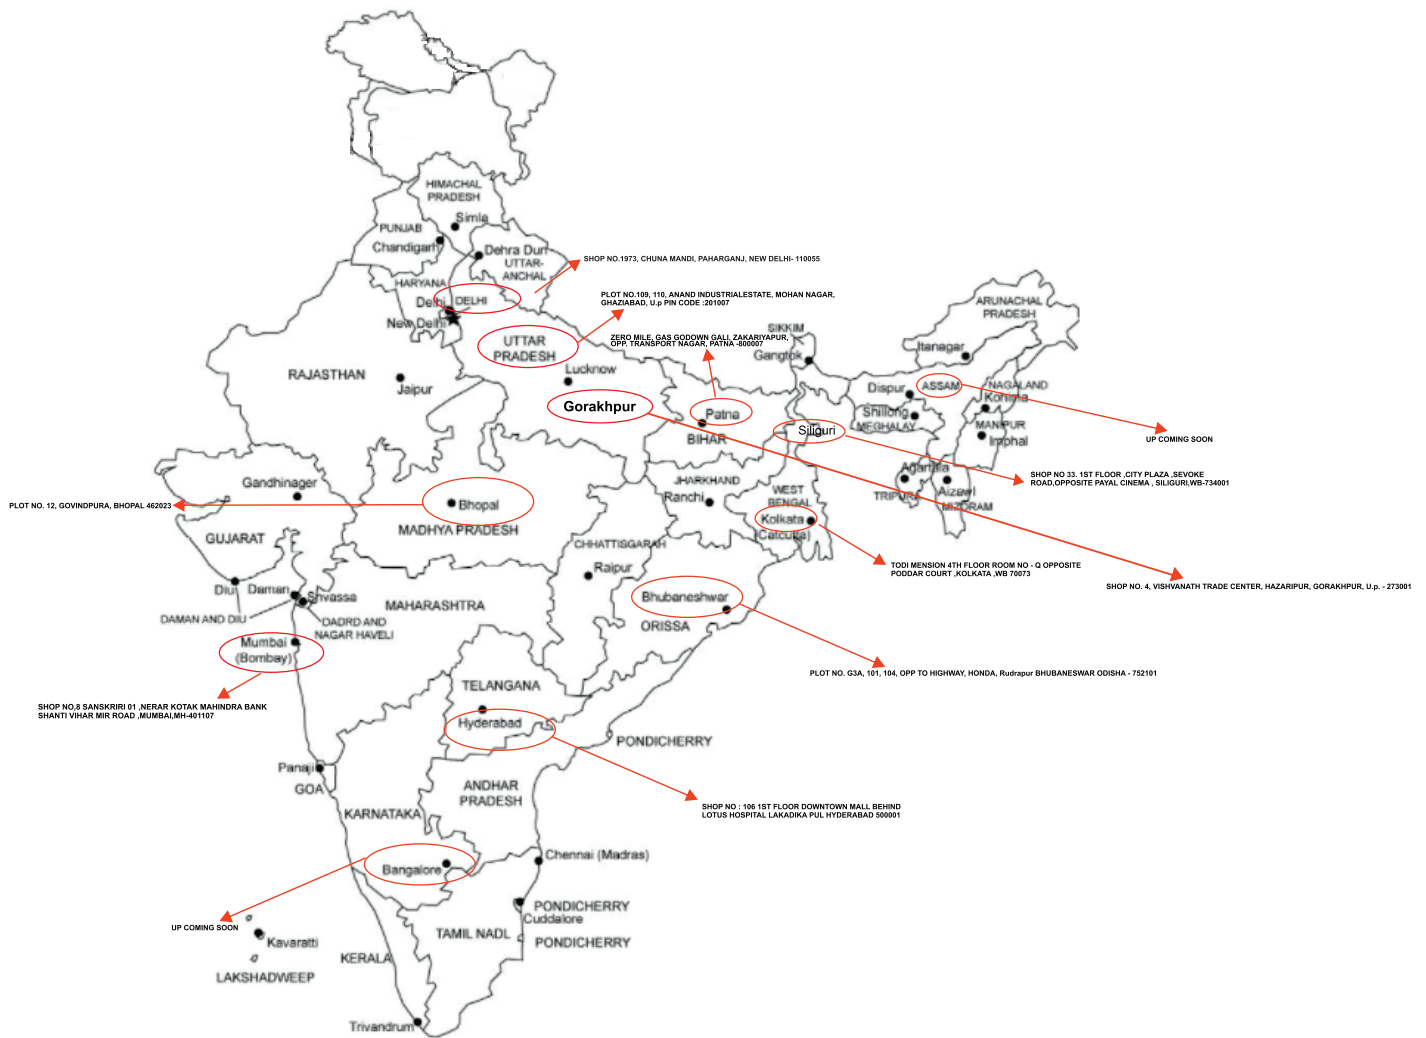 HIMACHAL
PRADESH
Simla
PUNJAB
Chandigarh
Dehra Dun
UTTAR-
ANCHAL
SHOP NO.1973, CHUNA MANDI, PAHARGANJ, NEW DELHI- 110055
HARYANA
Delhi
DELHI
New Delhi
PLOT NO.109, 110, ANAND INDUSTRIALESTATE, MOHAN NAGAR,
GHAZIABAD, U.p PIN CODE :201007
UTTAR
PRADESH
ZERO MILE, GAS GODOWN GALI, ZAKARIYAPUR,
OPP. TRANSPORT NAGAR, PATNA -800007
SIKKIM
Gangtok
ARUNACHAL
PRADESH
Itanagar
RAJASTHAN
Jaipur
Lucknow
Gorakhpur
Patna
BIHAR
Siliguri
Dispur
ASSAM
NAGALAND
Kohima
Shillong
MEGHALAY
MANIPUR
Imphal
UP COMING SOON
Agartala
TRIPURA
Aizawl
MIZORAM
SHOP NO 33. 1ST FLOOR ,CITY PLAZA ,SEVOKE
ROAD,OPPOSITE PAYAL CINEMA , SILIGURI,WB-734001
Gandhinager
PLOT NO. 12, GOVINDPURA, BHOPAL 462023
Bhopal
MADHYA PRADESH
JHARKHAND
Ranchi
WEST
BENGAL
Kolkata
(Catcutta)
GUJARAT
CHHATTISGARAH
Raipur
TODI MENSION 4TH FLOOR ROOM NO - Q OPPOSITE
PODDAR COURT ,KOLKATA ,WB 70073
SHOP NO. 4, VISHVANATH TRADE CENTER, HAZARIPUR, GORAKHPUR, U.p. - 273001
Diu
Daman
Shvassa
DAMAN AND DIU
DADRD AND
NAGAR HAVELI
MAHARASHTRA
Bhubaneshwar
ORISSA
Mumbai
(Bombay)
PLOT NO. G3A, 101, 104, OPP TO HIGHWAY, HONDA, Rudrapur BHUBANESWAR ODISHA - 752101
SHOP NO,8 SANSKRIRI 01 ,NERAR KOTAK MAHINDRA BANK
SHANTI VIHAR MIR ROAD ,MUMBAI,MH-401107
TELANGANA
Hyderabad
PONDICHERRY
Panaji
GOA
ANDHAR
PRADESH
KARNATAKA
SHOP NO : 106 1ST FLOOR DOWNTOWN MALL BEHIND
LOTUS HOSPITAL LAKADIKA PUL HYDERABAD 500001
Bangalore
Chennai (Madras)
UP COMING SOON
PONDICHERRY
Cuddalore
TAMIL NADL
PONDICHERRY
Kavaratti
LAKSHADWEEP
KERALA
Trivandrum